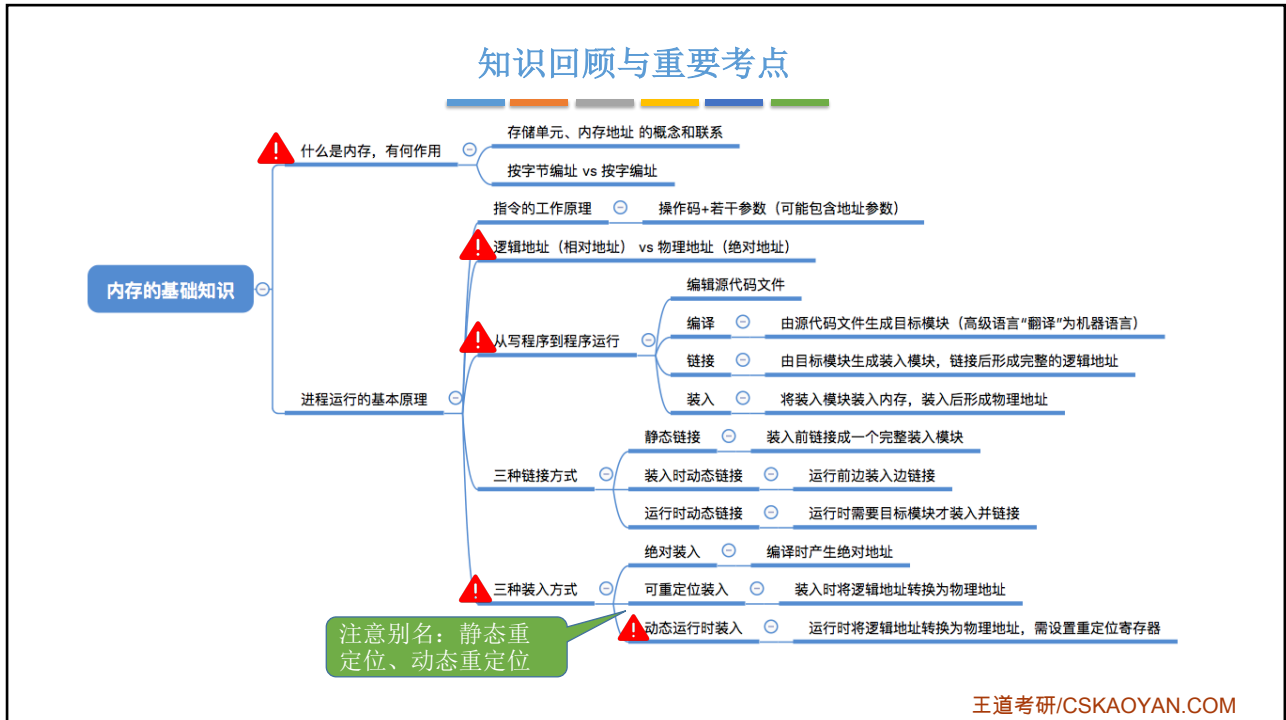 知识回顾与重要考点
内存的基础知识
什么是内存，有何作用
存储单元、内存地址 的概念和联系
按字节编址 vs 按字编址
进程运行的基本原理
指令的工作原理
操作码+若干参数（可能包含地址参数）
逻辑地址（相对地址） vs 物理地址（绝对地址）
从写程序到程序运行
编辑源代码文件
编译
由源代码文件生成目标模块（高级语言“翻译”为机器语言）
链接
由目标模块生成装入模块，链接后形成完整的逻辑地址
装入
将装入模块装入内存，装入后形成物理地址
三种链接方式
静态链接
装入前链接成一个完整装入模块
装入时动态链接
运行前边装入边链接
运行时动态链接
运行时需要目标模块才装入并链接
三种装入方式
绝对装入
编译时产生绝对地址
可重定位装入
装入时将逻辑地址转换为物理地址
动态运行时装入
运行时将逻辑地址转换为物理地址，需设置重定位寄存器
注意别名：静态重
定位、动态重定位
王道考研/CSKAOYAN.COM